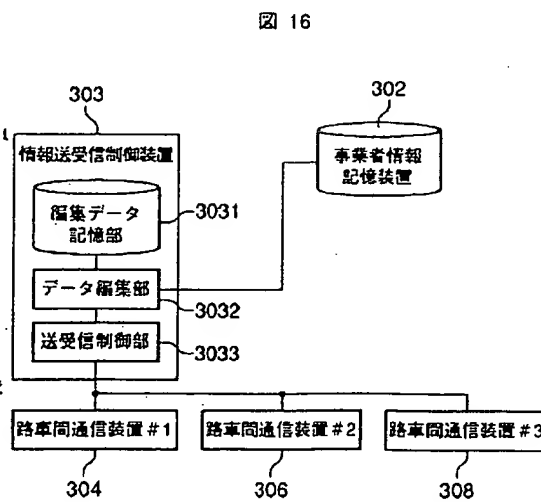 図 16
303
302
情報送受信制御装置
事業者情報
記憶装置
編集データ
記憶部
3031
データ編集部
3032
送受信制御部
3033
路車間通信装置#1
路車間通信装置#2
路車間通信装置#3
304
306
308